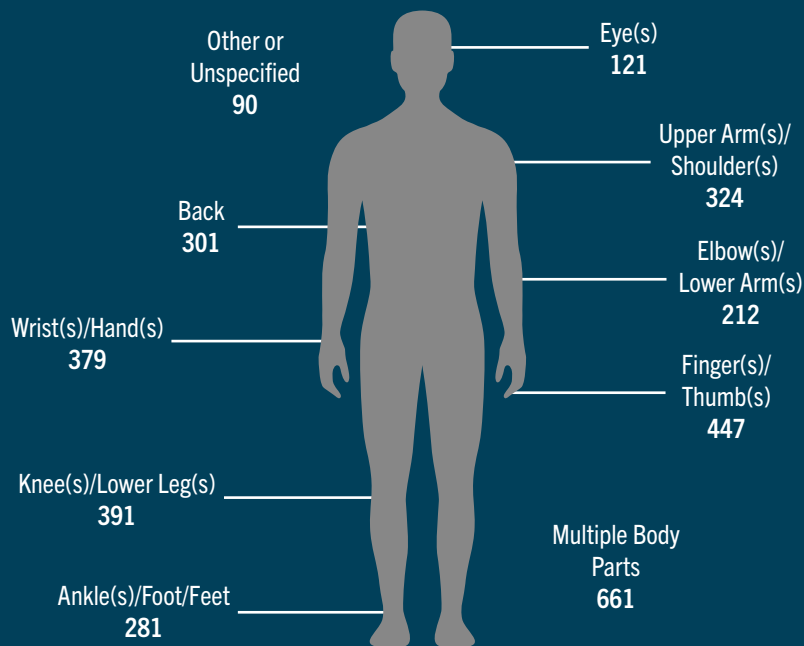 Other or
Unspecified
90
Eye(s)
121
Upper Arm(s)/
Shoulder(s)
324
Back
301
Elbow(s)/
Lower Arm(s)
212
Wrist(s)/Hand(s)
379
Finger(s)/
Thumb(s)
447
Knee(s)/Lower Leg(s)
391
Multiple Body
Parts
661
Ankle(s)/Foot/Feet
281